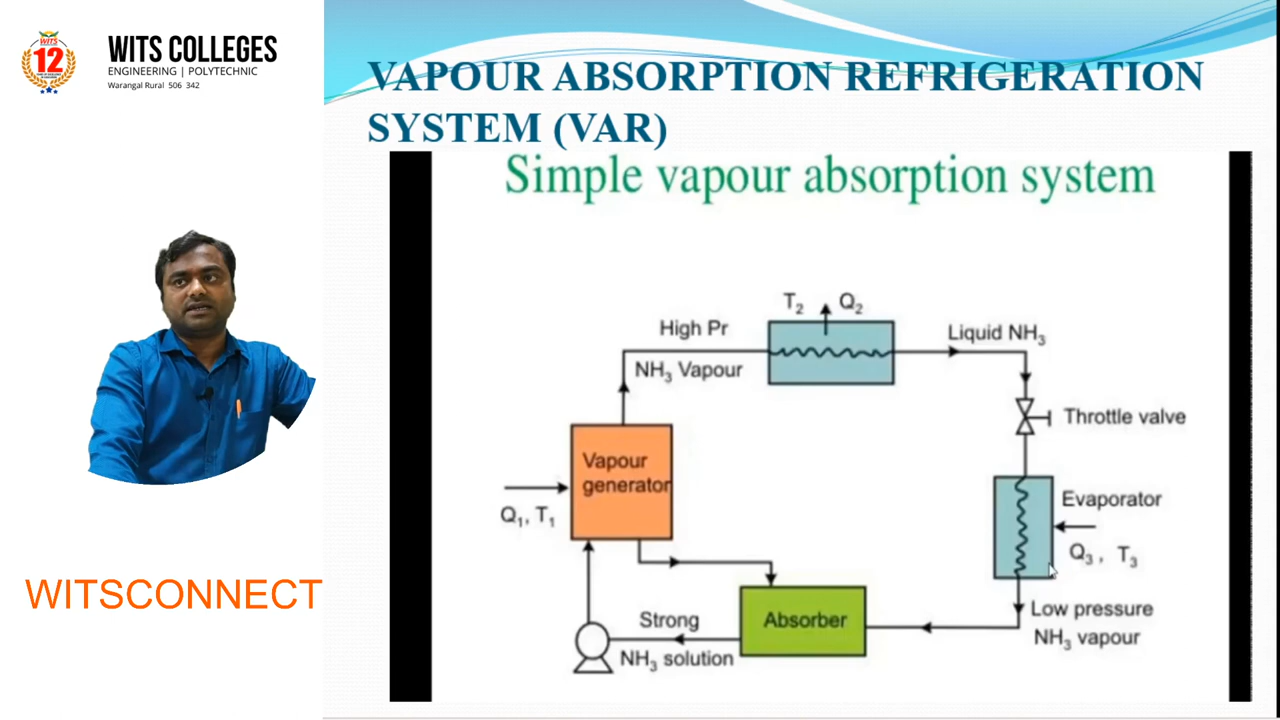 WITS
12
WITS COLLEGES
ENGINEERING | POLYTECHNIC
Warangal Rural 506 342
VAPOUR ABSORPTION REFRIGERATION
SYSTEM (VAR)
Simple vapour absorption system
T2 Q2
High Pr
NH3 Vapour
Liquid NH3
Throttle valve
Vapour
generator
Q1, T1
Evaporator
Q3 , T3
Low pressure
NH3 vapour
Absorber
Strong
NH3 solution
WITSCONNECT